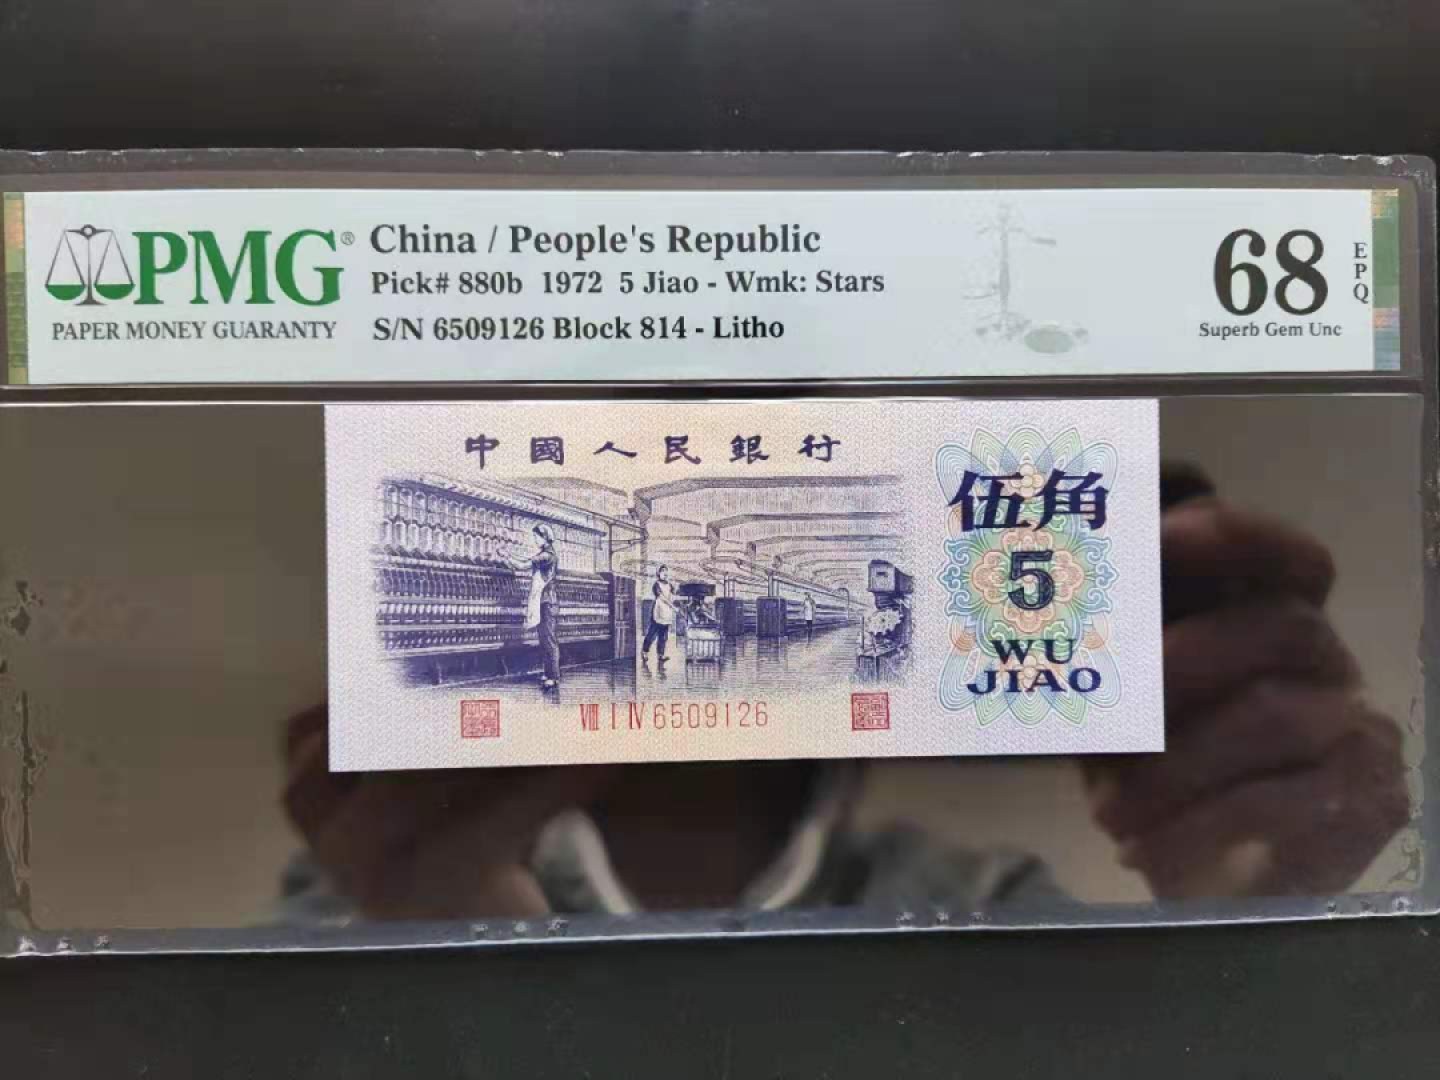 PMG®
PAPER MONEY GUARANTY
China / People's Republic
Pick# 880b 1972 5 Jiao - Wmk: Stars
S/N 6509126 Block 814 - Litho
68
EPQ
Superb Gem Unc
中國人民銀行
伍角
5
WU
JIAO
VIII I IV 6509126